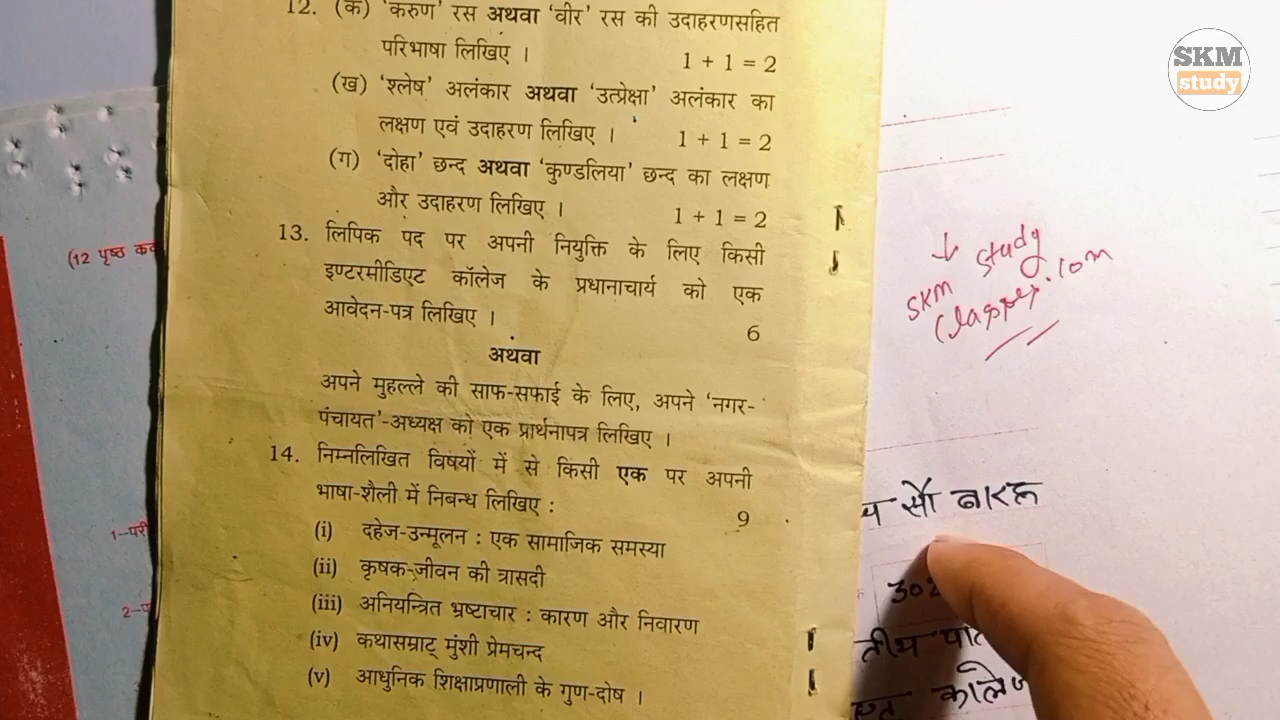 12. (क) 'करुण' रस अथवा 'वीर' रस की उदाहरणसहित
परिभाषा लिखिए । 1 + 1 = 2
(ख) 'श्लेष' अलंकार अथवा 'उत्प्रेक्षा' अलंकार का
लक्षण एवं उदाहरण लिखिए । 1 + 1 = 2
(ग) 'दोहा' छन्द अथवा 'कुण्डलिया' छन्द का लक्षण
और उदाहरण लिखिए । 1 + 1 = 2
13. लिपिक पद पर अपनी नियुक्ति के लिए किसी
इण्टरमीडिएट कॉलेज के प्रधानाचार्य को एक
आवेदन-पत्र लिखिए । 6
अथवा
अपने मुहल्ले की साफ-सफाई के लिए, अपने 'नगर-
पंचायत'-अध्यक्ष को एक प्रार्थनापत्र लिखिए ।
14. निम्नलिखित विषयों में से किसी एक पर अपनी
भाषा-शैली में निबन्ध लिखिए : 9
(i) दहेज-उन्मूलन : एक सामाजिक समस्या
(ii) कृषक-जीवन की त्रासदी
(iii) अनियन्त्रित भ्रष्टाचार : कारण और निवारण
(iv) कथासम्राट् मुंशी प्रेमचन्द
(v) आधुनिक शिक्षाप्रणाली के गुण-दोष ।
SKM
study
(12 पृष्ठ
study
SKM
सौ बारह